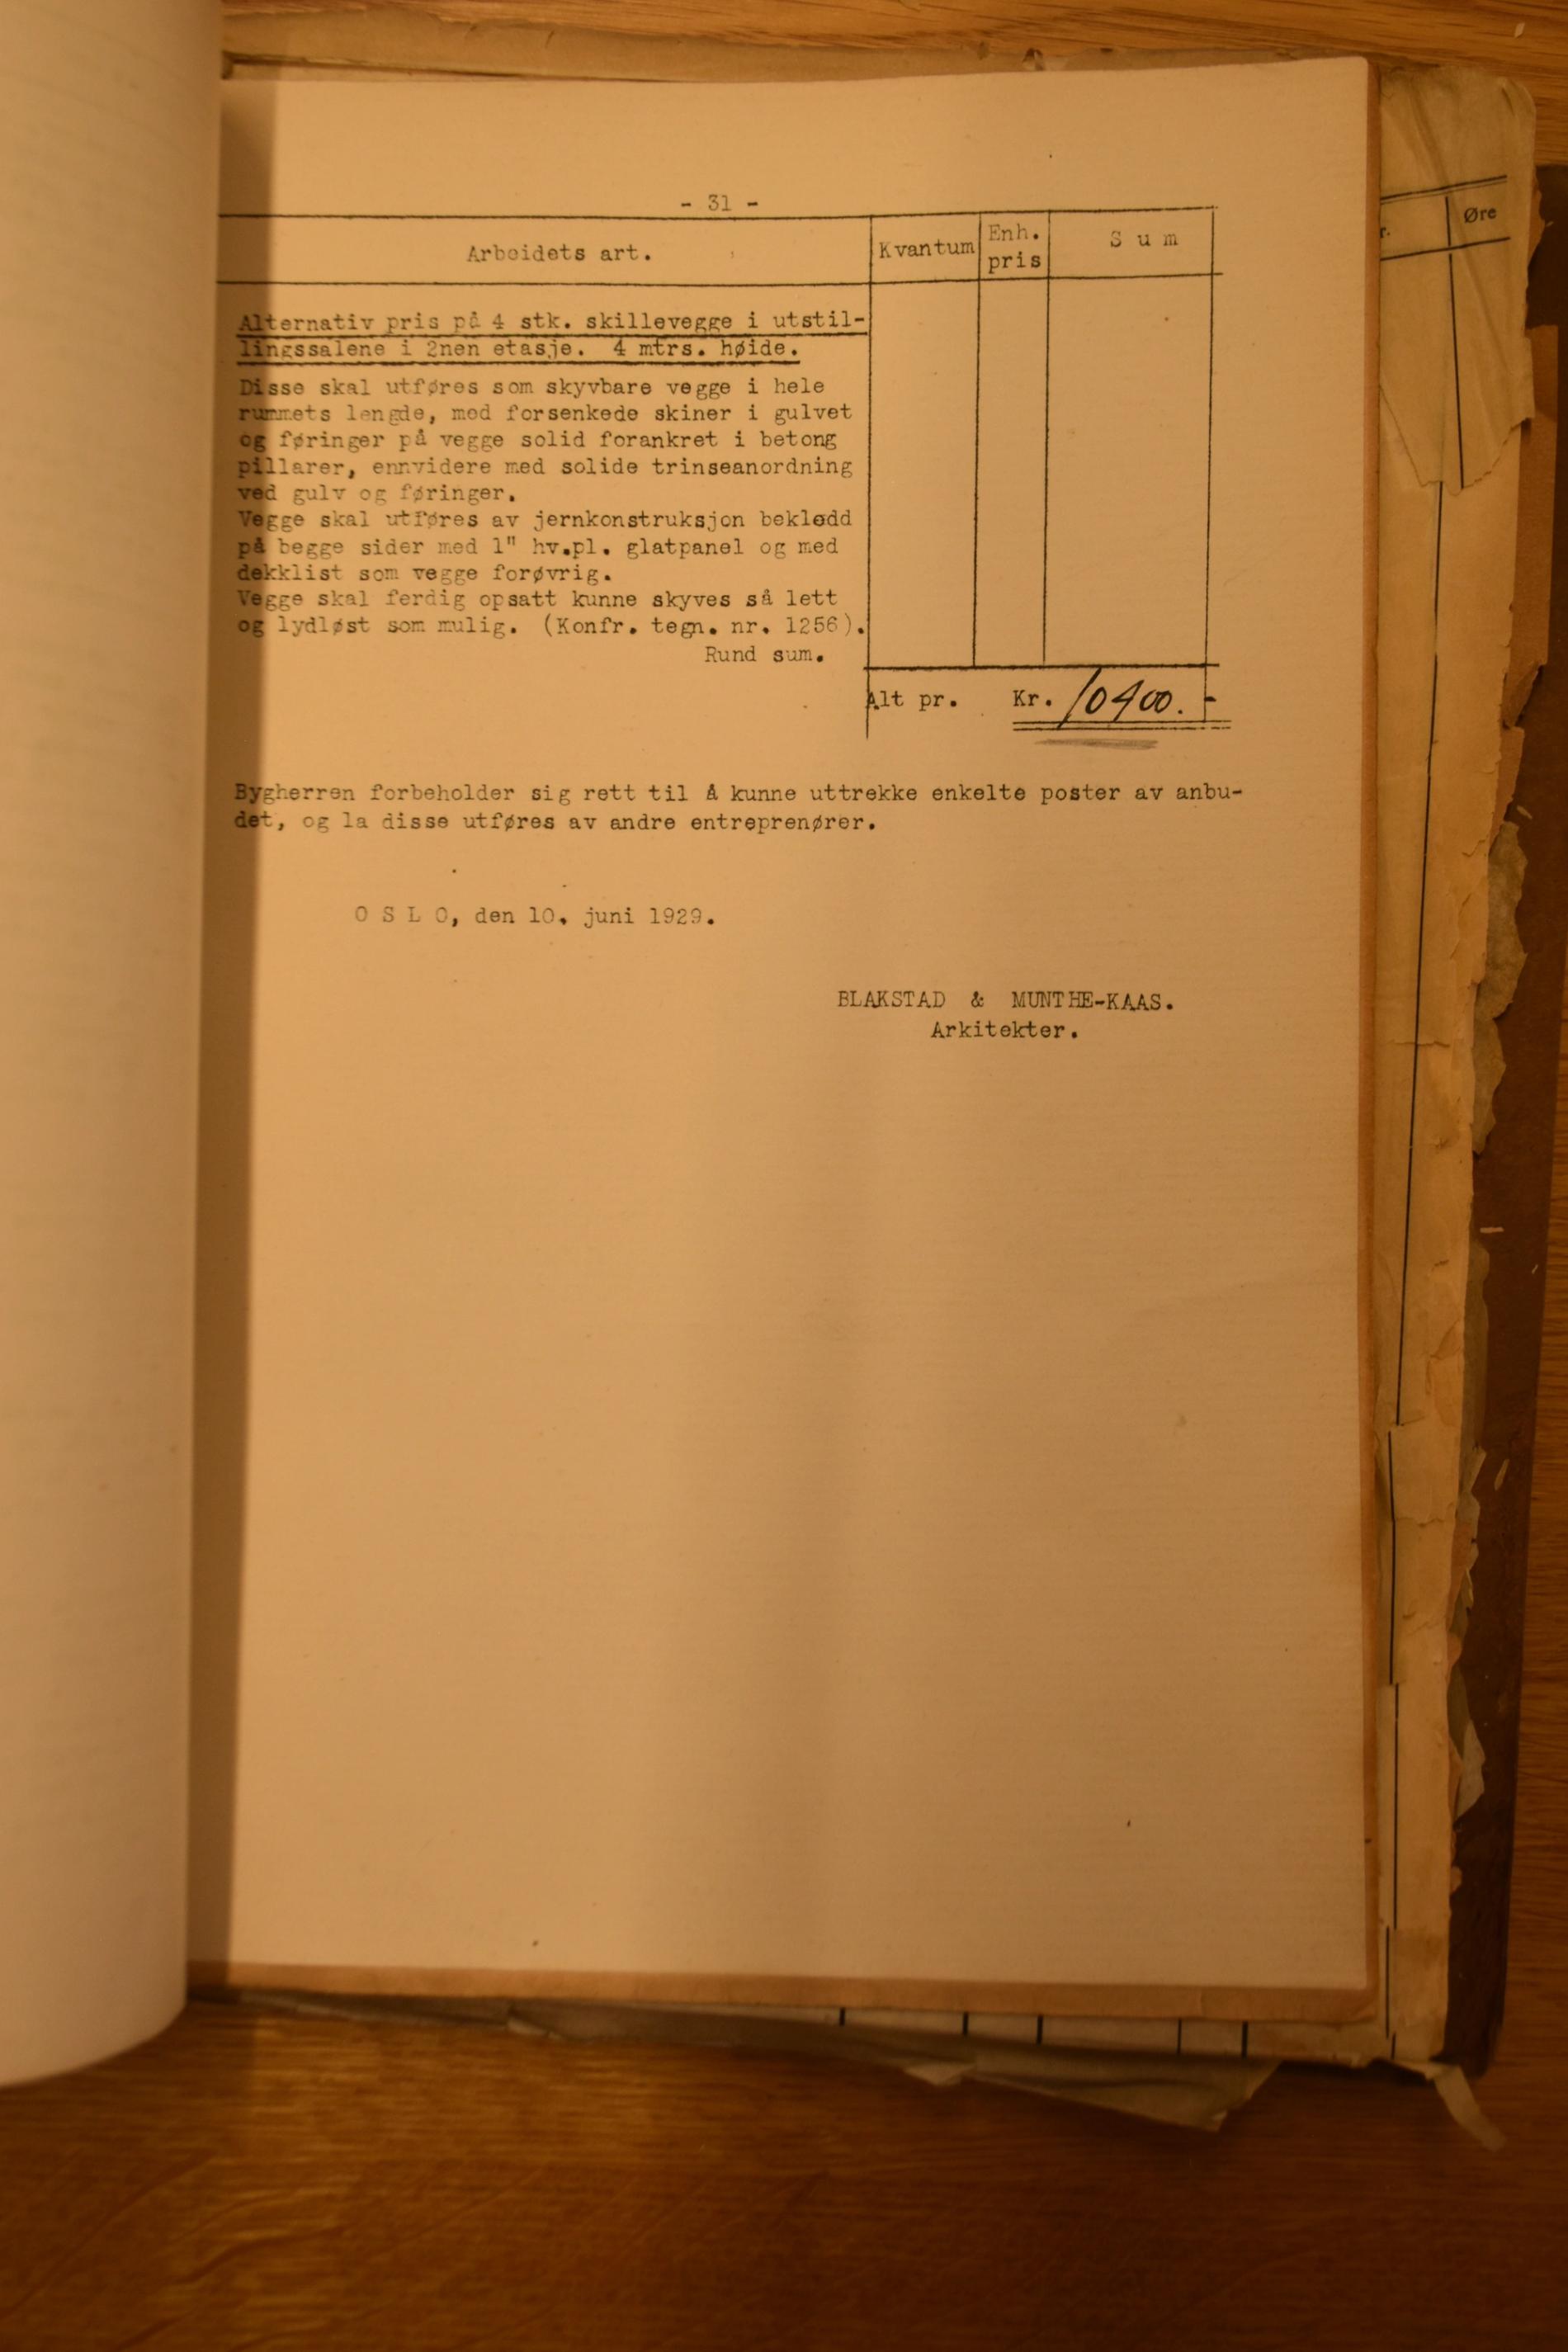 - 31 -
Arbeidets art. Kvantum Enh. pris S u m
Øre
r.
Alternativ pris på 4 stk. skillevegge i utstil-
lingssalene i 2nen etasje. 4 mtrs. høide.
Disse skal utføres som skyvbare vegge i hele
rummets lengde, med forsenkede skiner i gulvet
og føringer på vegge solid forankret i betong
pillarer, ennvidere med solide trinseanordning
ved gulv og føringer.
Vegge skal utføres av jernkonstruksjon bekledd
på begge sider med 1" hv.pl. glatpanel og med
dekklist som vegge forøvrig.
Vegge skal ferdig opsatt kunne skyves så lett
og lydløst som mulig. (Konfr. tegn. nr. 1256).
Rund sum.
Alt pr. Kr. 10400.-
Bygherren forbeholder sig rett til å kunne uttrekke enkelte poster av anbu-
det, og la disse utføres av andre entreprenører.
O S L O, den 10. juni 1929.
BLAKSTAD & MUNTHE-KAAS.
Arkitekter.